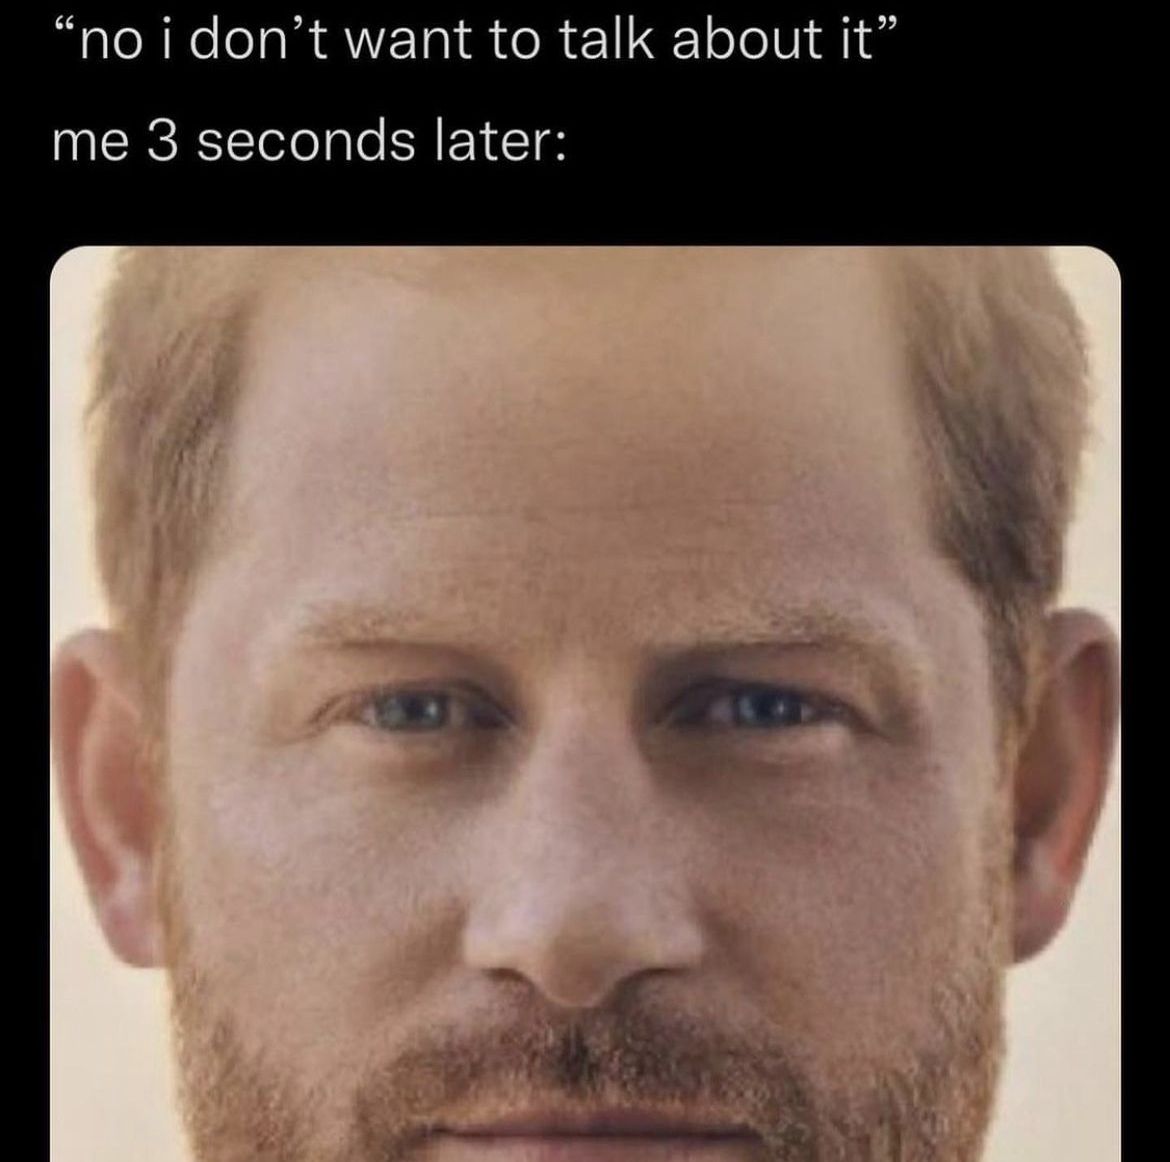 “no i don’t want to talk about it”
me 3 seconds later: